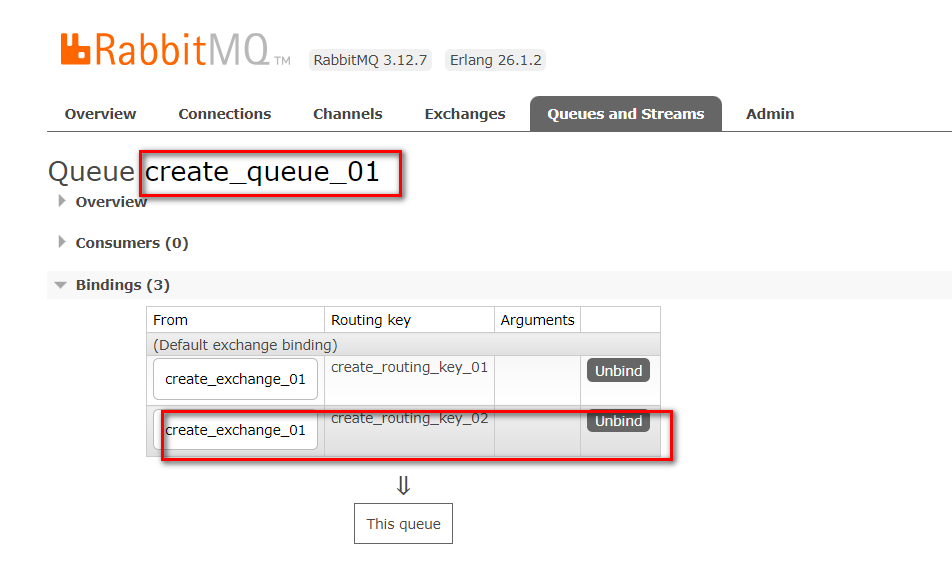 RabbitMQ TM RabbitMQ 3.12.7 Erlang 26.1.2
Overview Connections Channels Exchanges Queues and Streams Admin
Queue create_queue_01
Overview
Consumers (0)
Bindings (3)
From Routing key Arguments
(Default exchange binding)
create_exchange_01 create_routing_key_01 Unbind
create_exchange_01 create_routing_key_02 Unbind
⇓
This queue